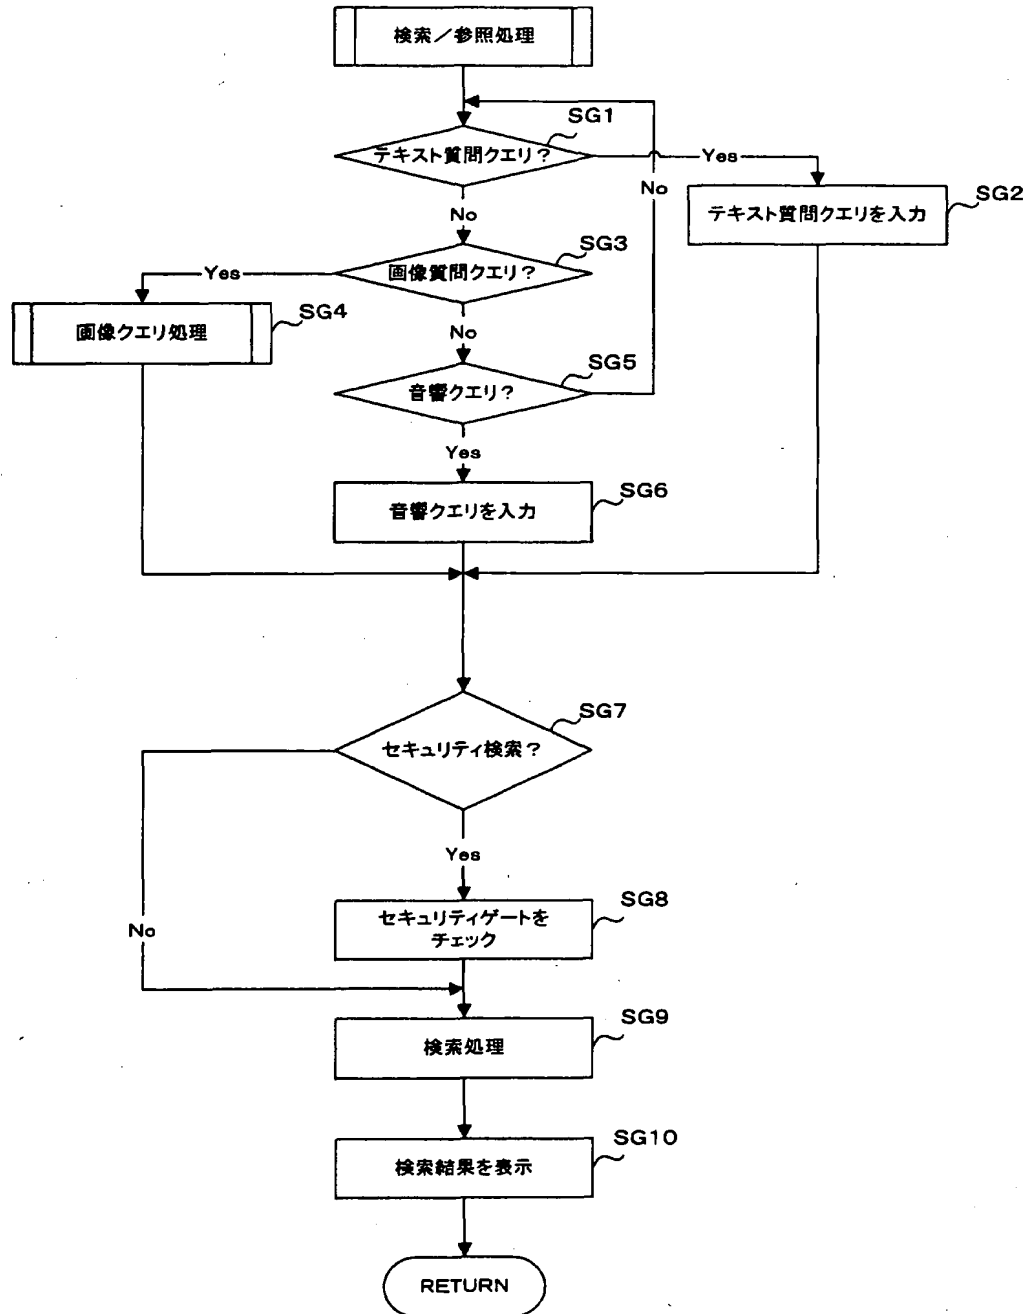 検索／参照処理
SG1
テキスト質問クエリ？
Yes
No
SG2
テキスト質問クエリを入力
No
SG3
画像質問クエリ？
Yes
SG4
画像クエリ処理
No
SG5
音響クエリ？
Yes
SG6
音響クエリを入力
SG7
セキュリティ検索？
Yes
No
SG8
セキュリティゲートを
チェック
SG9
検索処理
SG10
検索結果を表示
RETURN